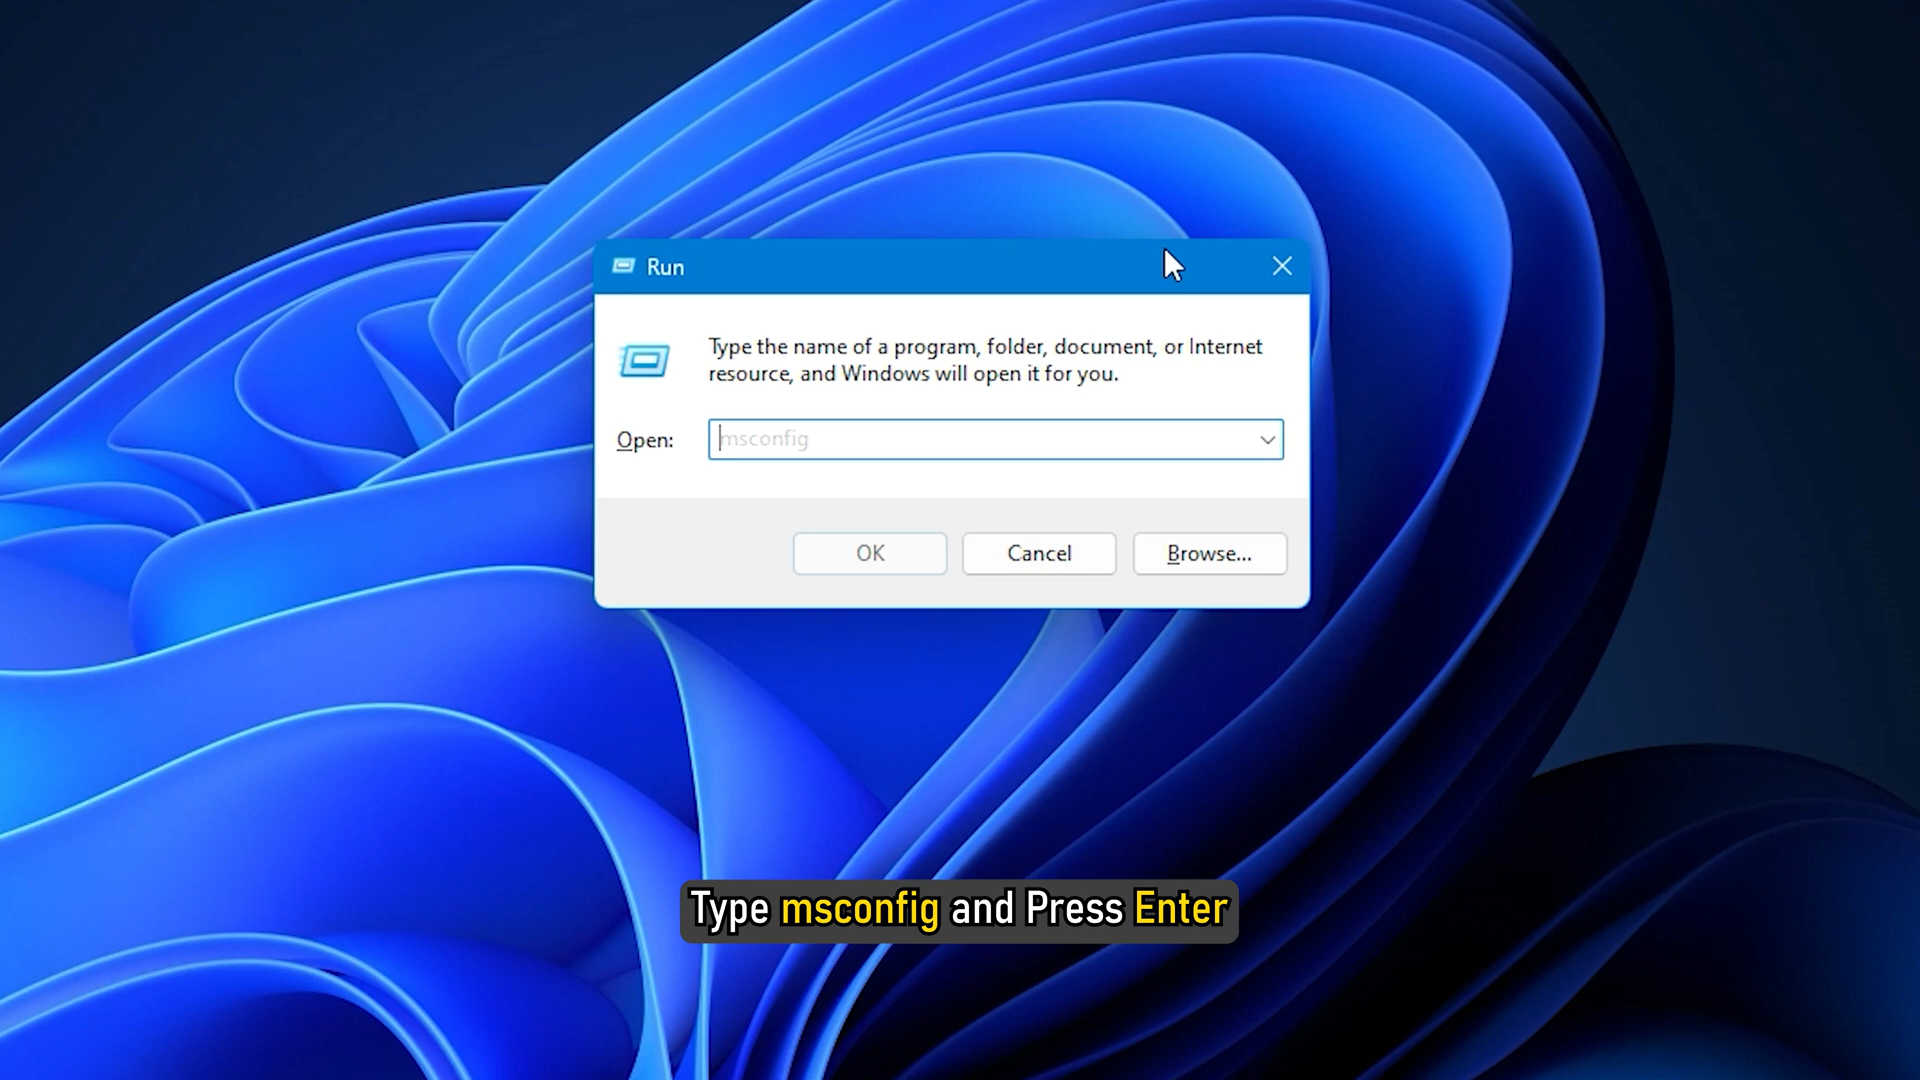 Run
Type the name of a program, folder, document, or Internet
resource, and Windows will open it for you.
Open:
msconfig
OK
Cancel
Browse...
Type msconfig and Press Enter